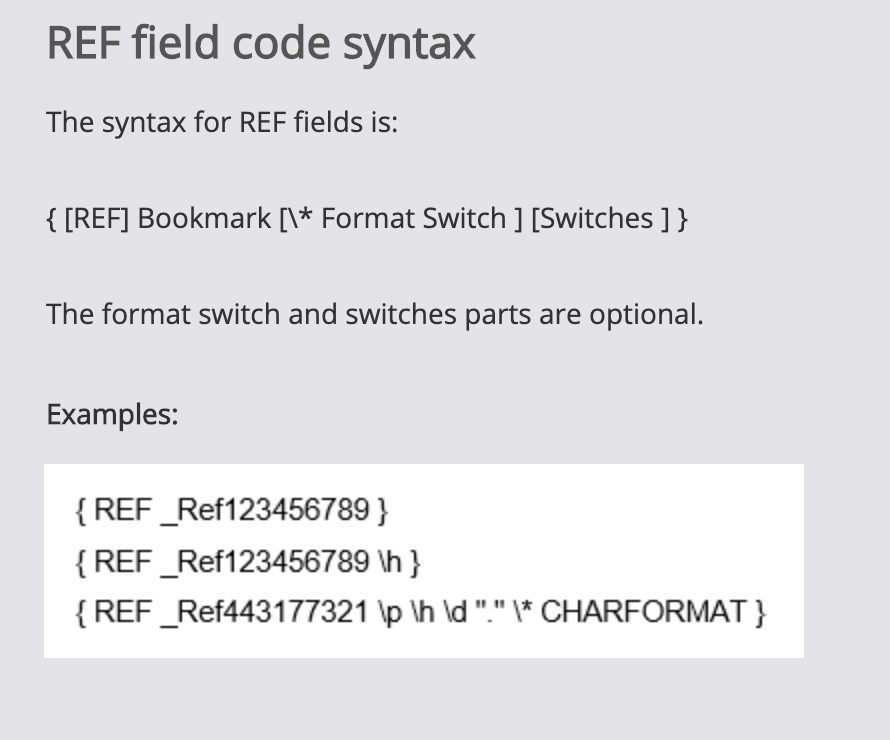 REF field code syntax
The syntax for REF fields is:
{ [REF] Bookmark [\* Format Switch ] [Switches ] }
The format switch and switches parts are optional.
Examples:
{ REF _Ref123456789 }
{ REF _Ref123456789 \h }
{ REF _Ref443177321 \p \h \d "." \* CHARFORMAT }